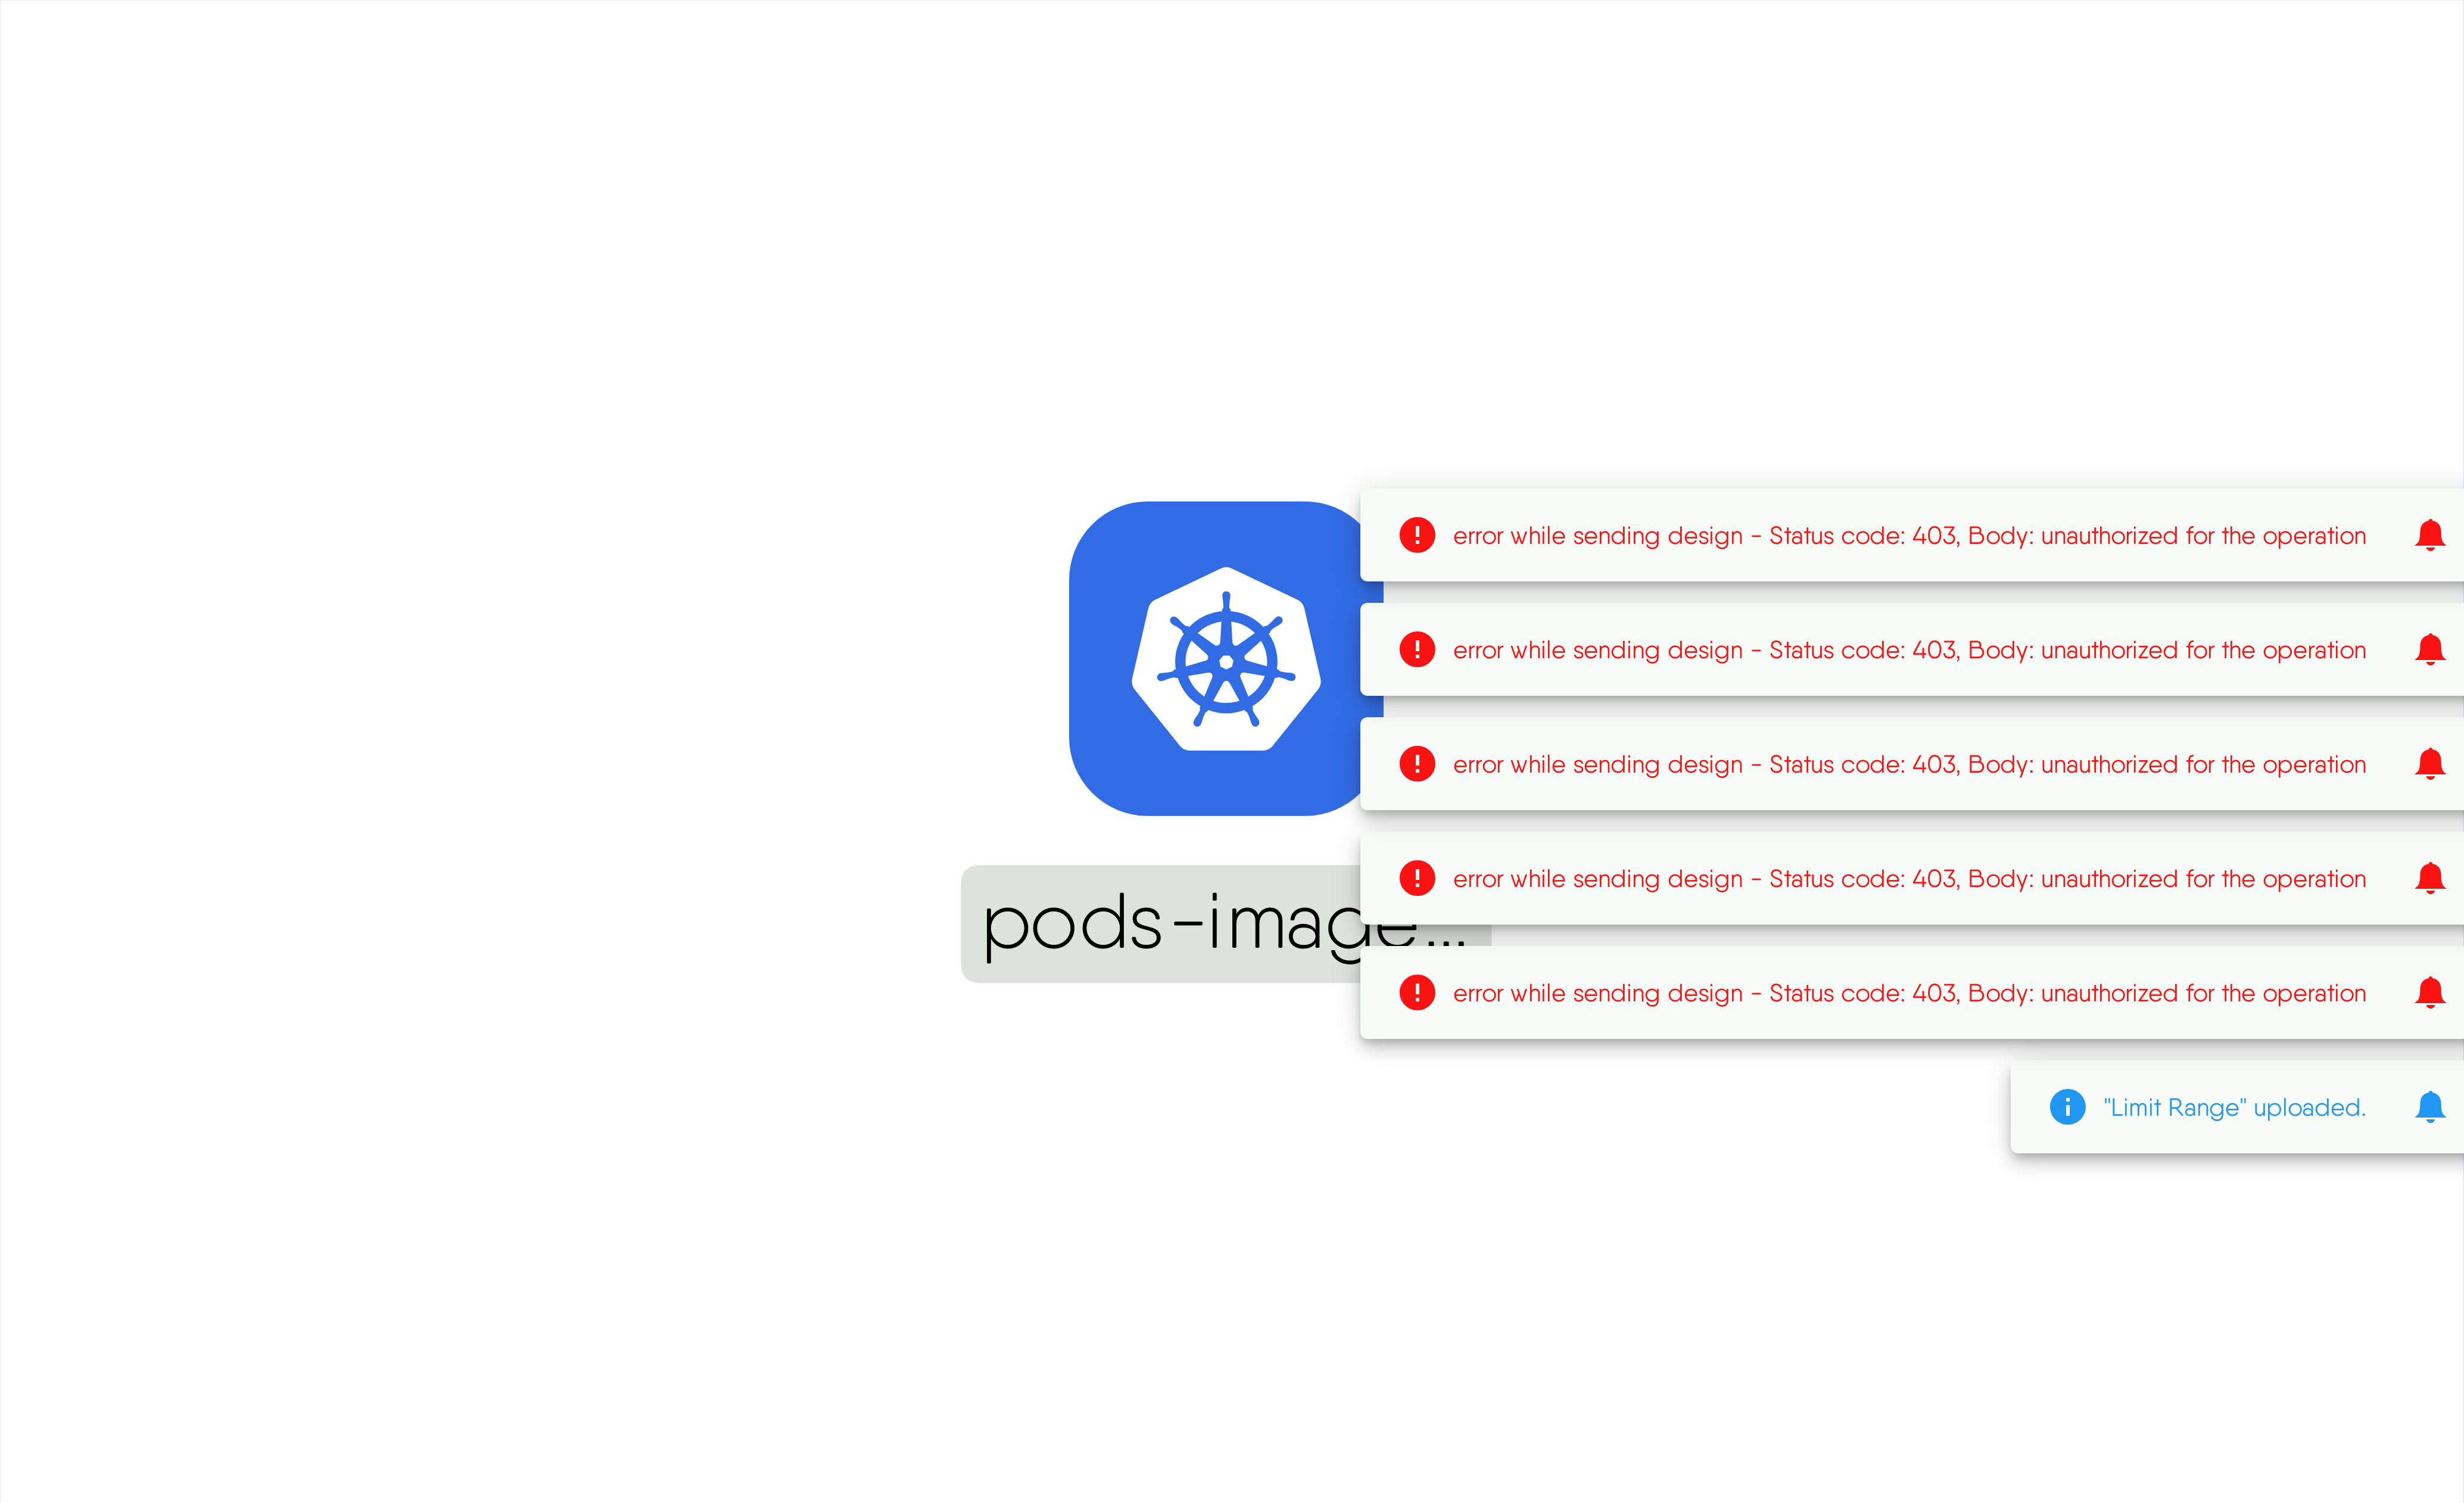 error while sending design - Status code: 403, Body: unauthorized for the operation
error while sending design - Status code: 403, Body: unauthorized for the operation
error while sending design - Status code: 403, Body: unauthorized for the operation
error while sending design - Status code: 403, Body: unauthorized for the operation
pods-image...
error while sending design - Status code: 403, Body: unauthorized for the operation
"Limit Range" uploaded.